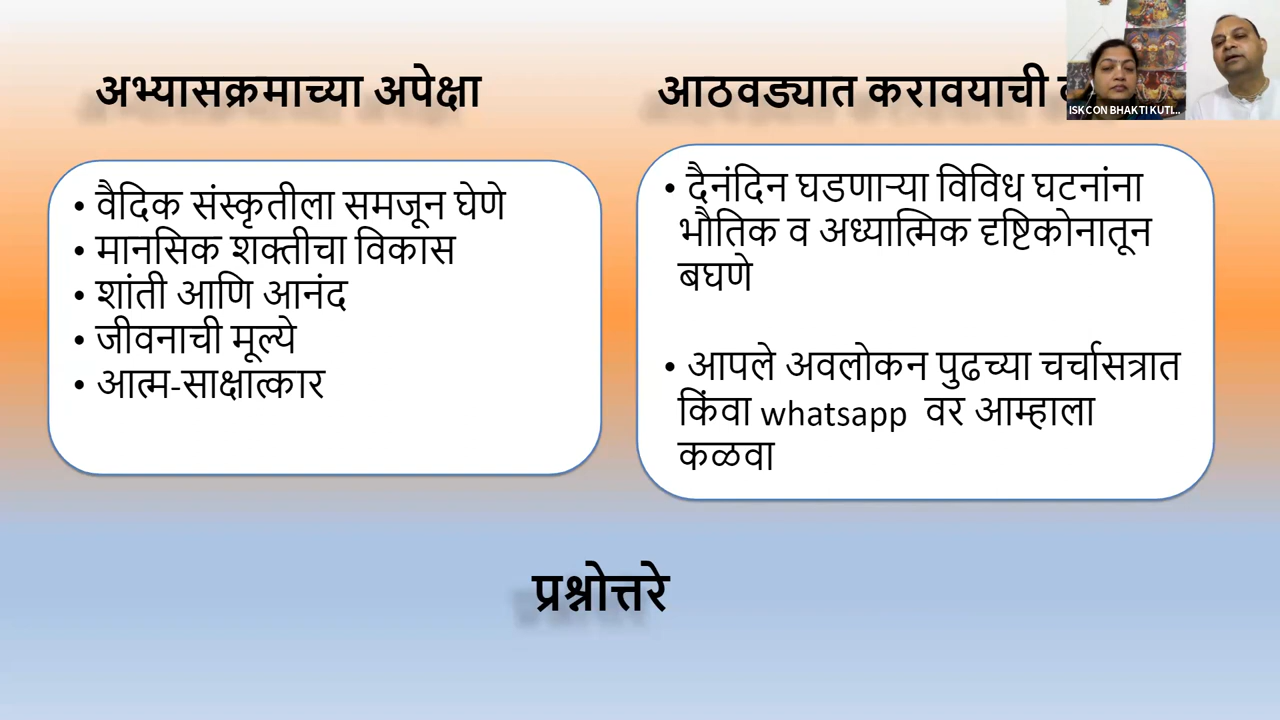 अभ्यासक्रमाच्या अपेक्षा
• वैदिक संस्कृतीला समजून घेणे
• मानसिक शक्तीचा विकास
• शांती आणि आनंद
• जीवनाची मूल्ये
• आत्म-साक्षात्कार
आठवड्यात करावयाची
• दैनंदिन घडणाऱ्या विविध घटनांना
भौतिक व अध्यात्मिक दृष्टिकोनातून
बघणे
• आपले अवलोकन पुढच्या चर्चासत्रात
किंवा whatsapp वर आम्हाला
कळवा
प्रश्नोत्तरे
ISKCON BHAKTI KUTI...